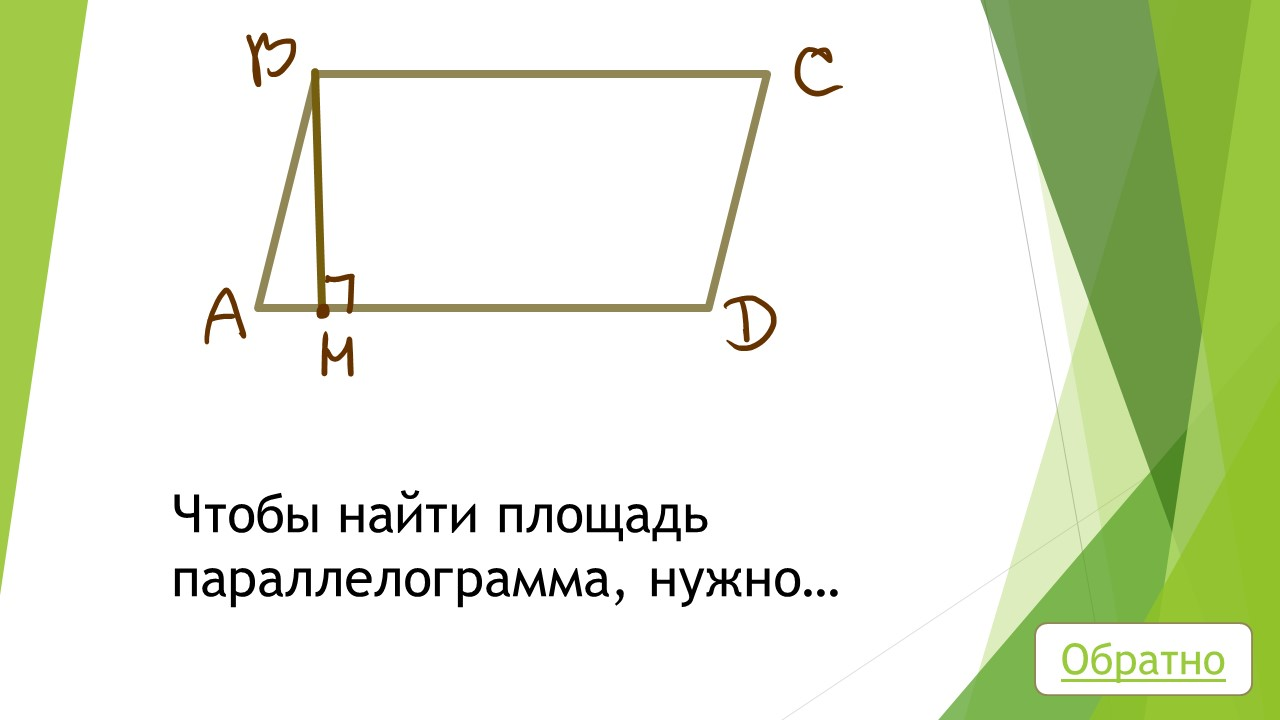 B
C
A
D
M
Чтобы найти площадь
параллелограмма, нужно…
Обратно